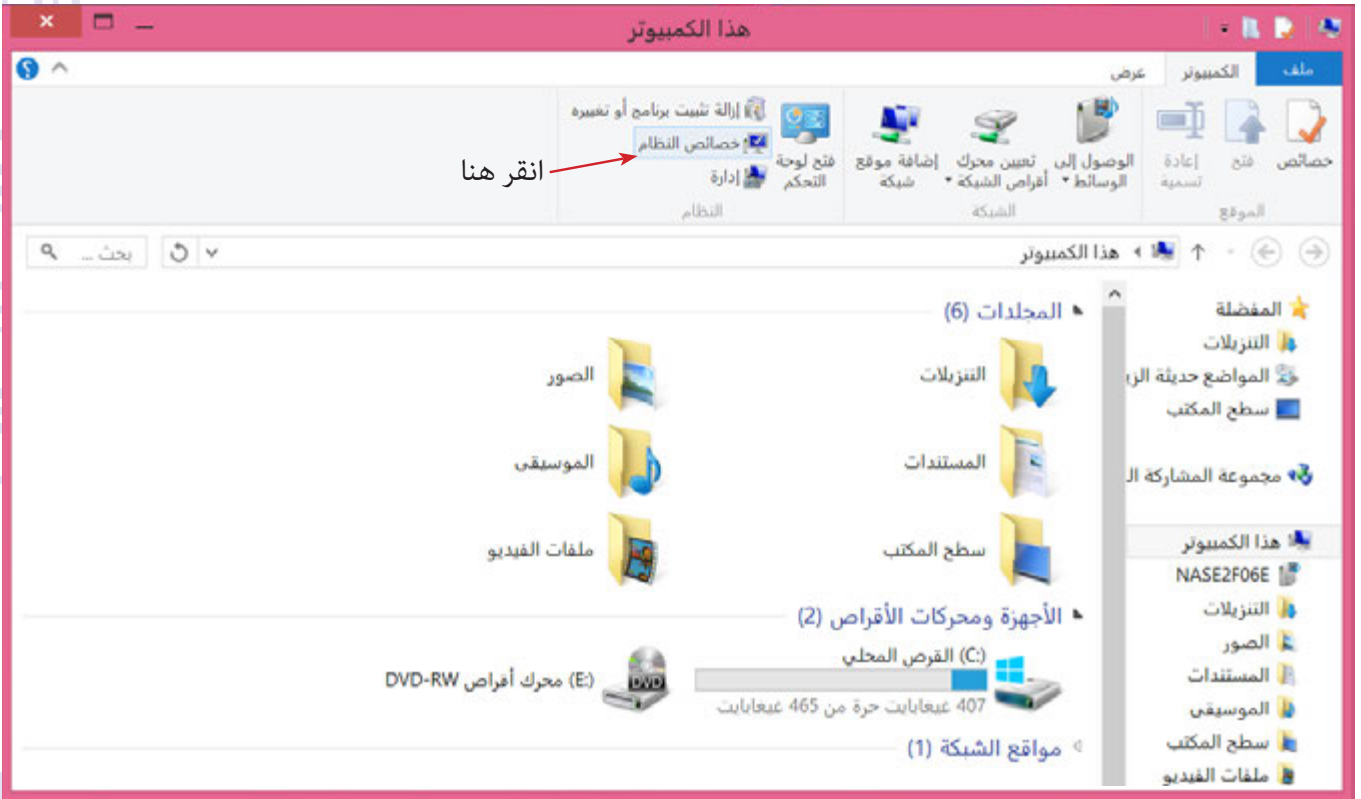 هذا الكمبيوتر
ملف
الكمبيوتر
عرض
خصائص
فتح
إعادة
تسمية
الموقع
الوصول إلى
الوسائط
تعيين محرك
أقراص الشبكة
إضافة موقع
شبكة
الشبكة
فتح لوحة
التحكم
إزالة تثبيت برنامج أو تغييره
خصائص النظام
إدارة
النظام
انقر هنا
هذا الكمبيوتر
بحث ...
المفضلة
التنزيلات
المواضع حديثة الزي
سطح المكتب
مجموعة المشاركة ال
هذا الكمبيوتر
NASE2F06E
التنزيلات
الصور
المستندات
الموسيقى
سطح المكتب
ملفات الفيديو
المجلدات (6)
التنزيلات
الصور
المستندات
الموسيقى
سطح المكتب
ملفات الفيديو
الأجهزة ومحركات الأقراص (2)
القرص المحلي (C:)
407 غيغابايت حرة من 465 غيغابايت
محرك أقراص DVD-RW (E:)
DVD
مواقع الشبكة (1)